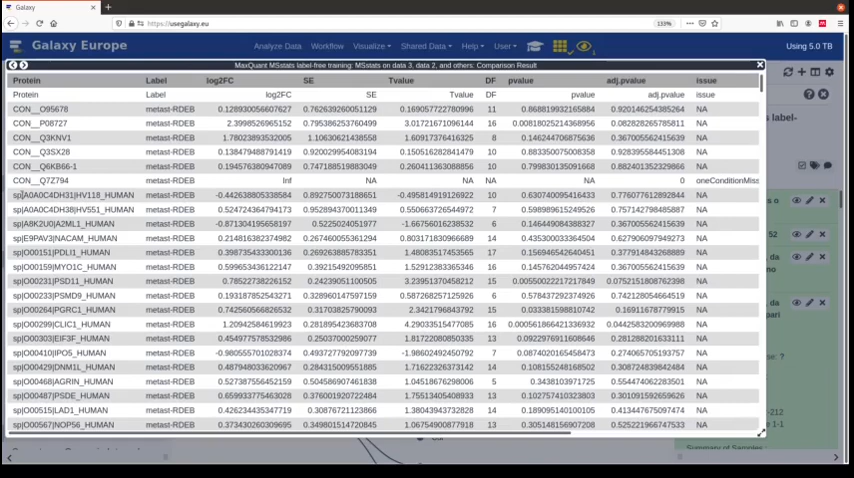 Galaxy
https://usegalaxy.eu
133%
Galaxy Europe
Analyze Data Workflow Visualize Shared Data Help User
Using 5.0 TB
MaxQuant MSstats label-free training: MSstats on data 3, data 2, and others: Comparison Result
Protein Label log2FC SE Tvalue DF pvalue adj.pvalue issue
Protein Label log2FC SE Tvalue DF pvalue adj.pvalue issue
CON__O95678 metast-RDEB 0.128930056607627 0.762639260051129 0.169057722780996 11 0.868819932165884 0.920146254385264 NA
CON__P08727 metast-RDEB 2.3998526965152 0.795386253760499 3.01721671096144 16 0.00818025214368956 0.082828265785811 NA
CON__Q3KNV1 metast-RDEB 1.78023893532005 1.10630621438558 1.60917376416325 8 0.146244706875636 0.367005562415639 NA
CON__Q3SX28 metast-RDEB 0.138479488791419 0.920029954083194 0.150516282841479 10 0.883350075008358 0.928395584451308 NA
CON__Q6KB66-1 metast-RDEB 0.194576380947089 0.747188519883049 0.260411363088856 10 0.799830135091668 0.882401352329866 NA
CON__Q7Z794 metast-RDEB Inf NA NA NA NA 0 oneConditionMiss
sp|A0A0C4DH31|HV118_HUMAN metast-RDEB -0.442638805338584 0.892750073188651 -0.495814919126922 10 0.630740095416433 0.776077612892844 NA
sp|A0A0C4DH38|HV551_HUMAN metast-RDEB 0.524724364794173 0.952894370011349 0.550663726544972 7 0.598989615249526 0.757142798485887 NA
sp|A8K2U0|A2ML1_HUMAN metast-RDEB -0.871304195658197 0.5225024051977 -1.66756016238532 6 0.146449084388327 0.367005562415639 NA
sp|E9PAV3|NACAM_HUMAN metast-RDEB 0.214816382374982 0.267460055361294 0.803171830966689 14 0.435300033364504 0.627906097949273 NA
sp|O00151|PDLI1_HUMAN metast-RDEB 0.398735433300136 0.269263885783351 1.48083517453565 17 0.156946542640451 0.377914843268889 NA
sp|O00159|MYO1C_HUMAN metast-RDEB 0.599653436122147 0.39215492095851 1.52912383366346 16 0.145762044957424 0.367005562415639 NA
sp|O00231|PSD11_HUMAN metast-RDEB 0.78522738226152 0.24239051100505 3.23951370458212 15 0.00550022217217849 0.0752151808762398 NA
sp|O00233|PSMD9_HUMAN metast-RDEB 0.193187852543271 0.328960147597159 0.587268257125926 6 0.578437292374926 0.742128054664519 NA
sp|O00264|PGRC1_HUMAN metast-RDEB 0.742560566826532 0.31703825790093 2.3421796843792 15 0.0333815989810742 0.16911678779915 NA
sp|O00299|CLIC1_HUMAN metast-RDEB 1.20942584619923 0.281895423683708 4.29033515477085 16 0.000561866421336932 0.0442583200969988 NA
sp|O00303|EIF3F_HUMAN metast-RDEB 0.454977578532986 0.25037000259077 1.81722080850335 13 0.0922976911608646 0.281288201633111 NA
sp|O00410|IPO5_HUMAN metast-RDEB -0.980555701028374 0.493727792097739 -1.98602492450792 7 0.0874020165458473 0.274065705193757 NA
sp|O00429|DNM1L_HUMAN metast-RDEB 0.487948033620967 0.284315009551885 1.71622326373142 14 0.108155248168502 0.308724839842484 NA
sp|O00468|AGRIN_HUMAN metast-RDEB 0.527387556452159 0.504586907461838 1.04518676298006 5 0.3438103971725 0.554474062283501 NA
sp|O00487|PSDE_HUMAN metast-RDEB 0.659933775463028 0.376001920722484 1.75513405408933 13 0.102757410323803 0.301091592659626 NA
sp|O00515|LAD1_HUMAN metast-RDEB 0.426234435347719 0.30876721123866 1.38043943732828 14 0.189095140100105 0.413447675097474 NA
sp|O00567|NOP56_HUMAN metast-RDEB 0.373430260309695 0.349801514720845 1.06754900877918 13 0.305148156960967 0.525221966747533 NA